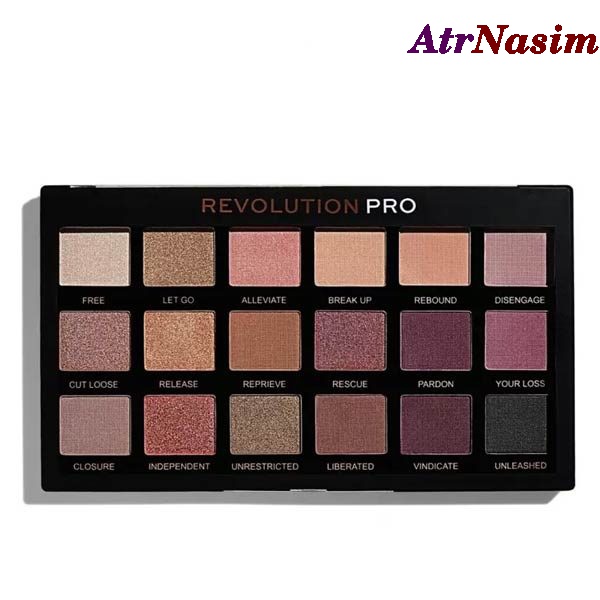 AtrNasim
REVOLUTION PRO
FREE LET GO ALLEVIATE BREAK UP REBOUND DISENGAGE
CUT LOOSE RELEASE REPRIEVE RESCUE PARDON YOUR LOSS
CLOSURE INDEPENDENT UNRESTRICTED LIBERATED VINDICATE UNLEASHED